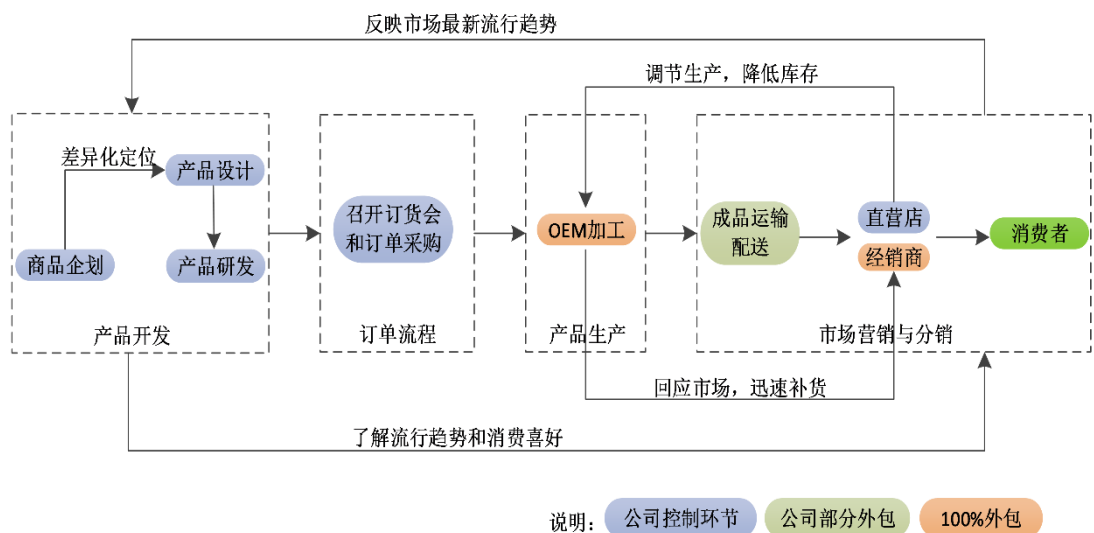 反映市场最新流行趋势
调节生产，降低库存
差异化定位
产品设计
商品企划
产品研发
产品开发
召开订货会
和订单采购
订单流程
OEM加工
产品生产
成品运输
配送
直营店
经销商
消费者
市场营销与分销
回应市场，迅速补货
了解流行趋势和消费喜好
说明：
公司控制环节
公司部分外包
100%外包